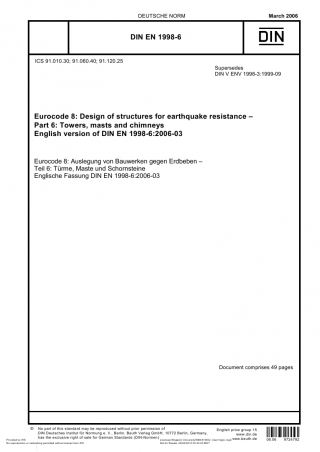 DEUTSCHE NORM
March 2006
DIN EN 1998-6
DIN
ICS 91.010.30; 91.080.40; 91.120.25
Supersedes
DIN V ENV 1998-3:1999-09
Eurocode 8: Design of structures for earthquake resistance –
Part 6: Towers, masts and chimneys
English version of DIN EN 1998-6:2006-03
Eurocode 8: Auslegung von Bauwerken gegen Erdbeben –
Teil 6: Türme, Maste und Schornsteine
Englische Fassung DIN EN 1998-6:2006-03
Document comprises 49 pages
© No part of this standard may be reproduced without prior permission of
DIN Deutsches Institut für Normung e. V., Berlin. Beuth Verlag GmbH, 10772 Berlin, Germany,
has the exclusive right of sale for German Standards (DIN-Normen).
English price group 19
www.din.de
www.beuth.de